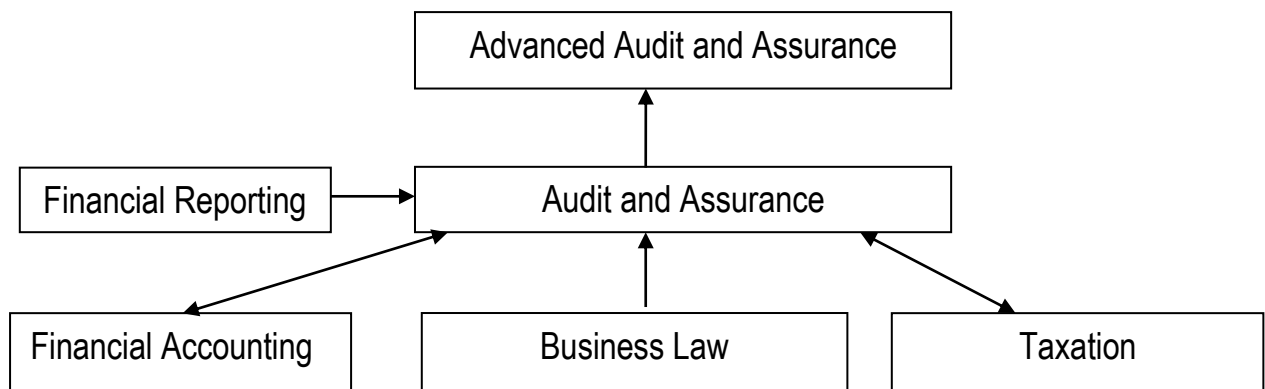 Advanced Audit and Assurance
Financial Reporting
Audit and Assurance
Financial Accounting
Business Law
Taxation